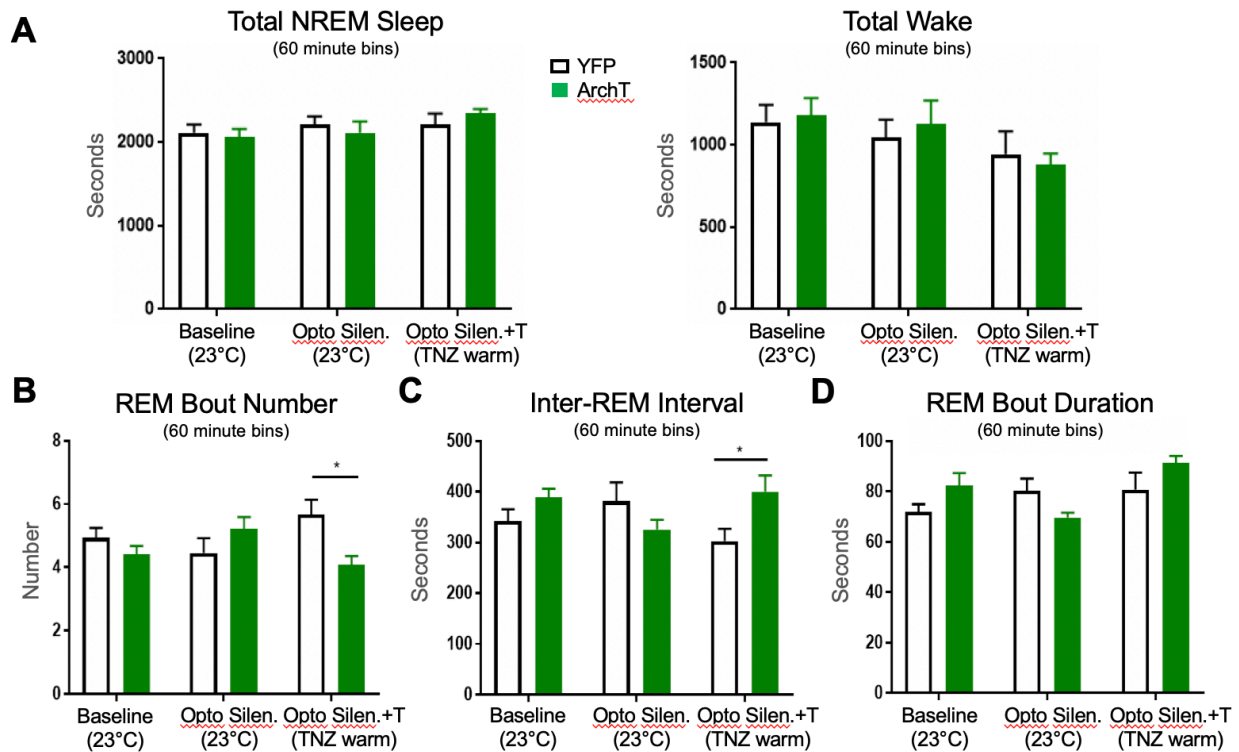 A
Total NREM Sleep
(60 minute bins)
3000
2000
1000
0
Seconds
Baseline
(23°C)
Opto Silen.
(23°C)
Opto Silen.+T
(TNZ warm)
YFP
ArchT
Total Wake
(60 minute bins)
1500
1000
500
0
Seconds
Baseline
(23°C)
Opto Silen.
(23°C)
Opto Silen.+T
(TNZ warm)
B
REM Bout Number
(60 minute bins)
8
6
4
2
0
Number
*
Baseline
(23°C)
Opto Silen.
(23°C)
Opto Silen.+T
(TNZ warm)
C
Inter-REM Interval
(60 minute bins)
500
400
300
200
100
0
Seconds
*
Baseline
(23°C)
Opto Silen.
(23°C)
Opto Silen.+T
(TNZ warm)
D
REM Bout Duration
(60 minute bins)
100
80
60
40
20
0
Seconds
Baseline
(23°C)
Opto Silen.
(23°C)
Opto Silen.+T
(TNZ warm)